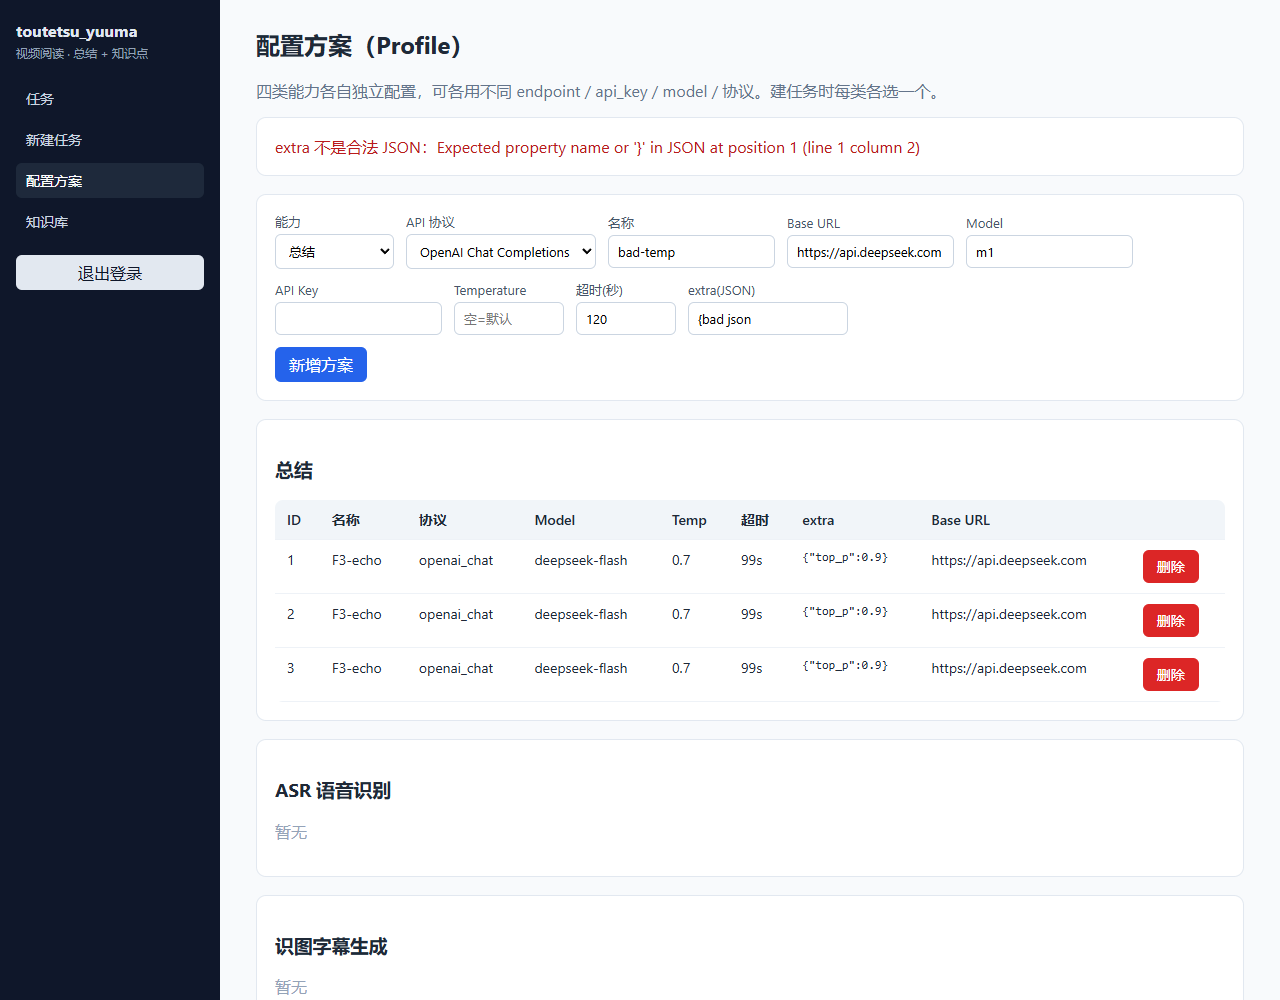 toutetsu_yuuma
视频阅读 · 总结 + 知识点
任务
新建任务
配置方案
知识库
退出登录
配置方案（Profile）
四类能力各自独立配置，可各用不同 endpoint / api_key / model / 协议。建任务时每类各选一个。
extra 不是合法 JSON：Expected property name or '}' in JSON at position 1 (line 1 column 2)
能力 API 协议 名称 Base URL Model
总结 OpenAI Chat Completions bad-temp https://api.deepseek.com m1
API Key Temperature 超时(秒) extra(JSON)
空=默认 120 {bad json
新增方案
总结
ID 名称 协议 Model Temp 超时 extra Base URL
1 F3-echo openai_chat deepseek-flash 0.7 99s {"top_p":0.9} https://api.deepseek.com 删除
2 F3-echo openai_chat deepseek-flash 0.7 99s {"top_p":0.9} https://api.deepseek.com 删除
3 F3-echo openai_chat deepseek-flash 0.7 99s {"top_p":0.9} https://api.deepseek.com 删除
ASR 语音识别
暂无
识图字幕生成
暂无